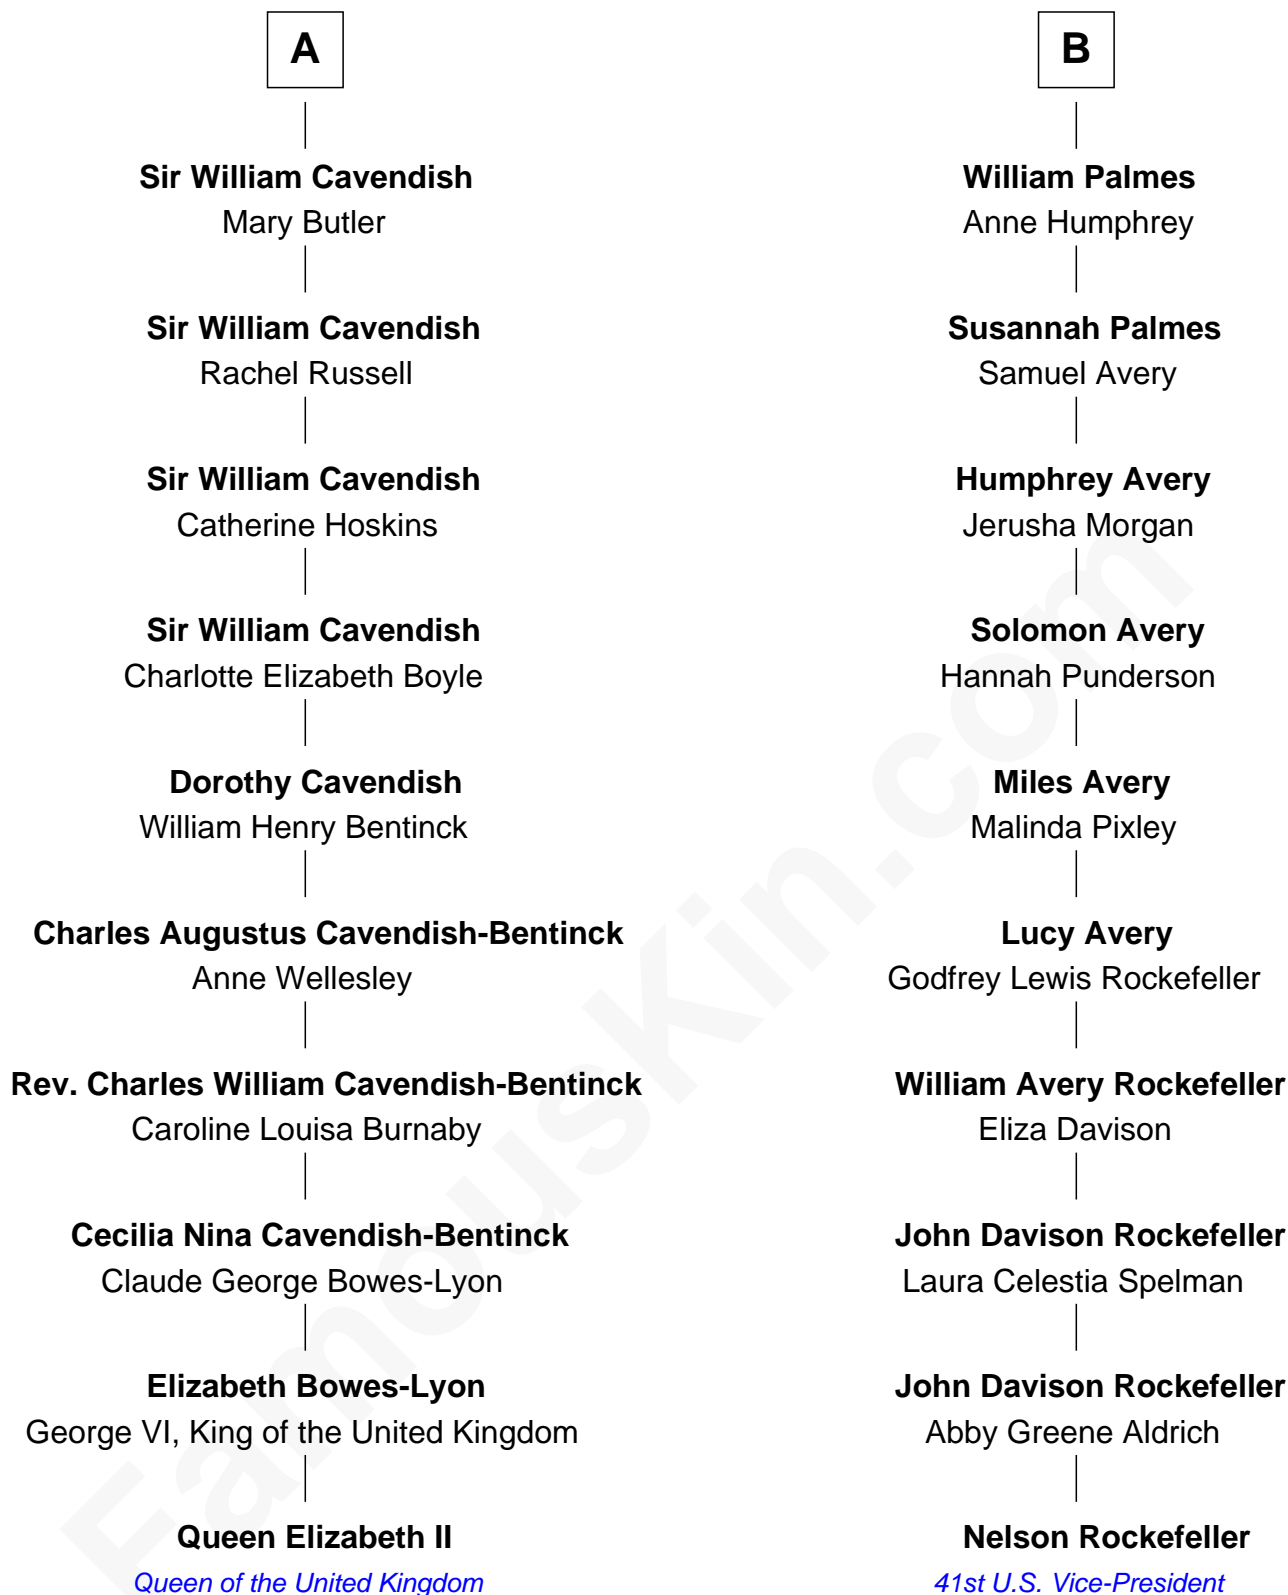 A
Sir William Cavendish
Mary Butler
Sir William Cavendish
Rachel Russell
Sir William Cavendish
Catherine Hoskins
Sir William Cavendish
Charlotte Elizabeth Boyle
Dorothy Cavendish
William Henry Bentinck
Charles Augustus Cavendish-Bentinck
Anne Wellesley
Rev. Charles William Cavendish-Bentinck
Caroline Louisa Burnaby
Cecilia Nina Cavendish-Bentinck
Claude George Bowes-Lyon
Elizabeth Bowes-Lyon
George VI, King of the United Kingdom
Queen Elizabeth II
Queen of the United Kingdom
B
William Palmes
Anne Humphrey
Susannah Palmes
Samuel Avery
Humphrey Avery
Jerusha Morgan
Solomon Avery
Hannah Punderson
Miles Avery
Malinda Pixley
Lucy Avery
Godfrey Lewis Rockefeller
William Avery Rockefeller
Eliza Davison
John Davison Rockefeller
Laura Celestia Spelman
John Davison Rockefeller
Abby Greene Aldrich
Nelson Rockefeller
41st U.S. Vice-President
FamousKin.com